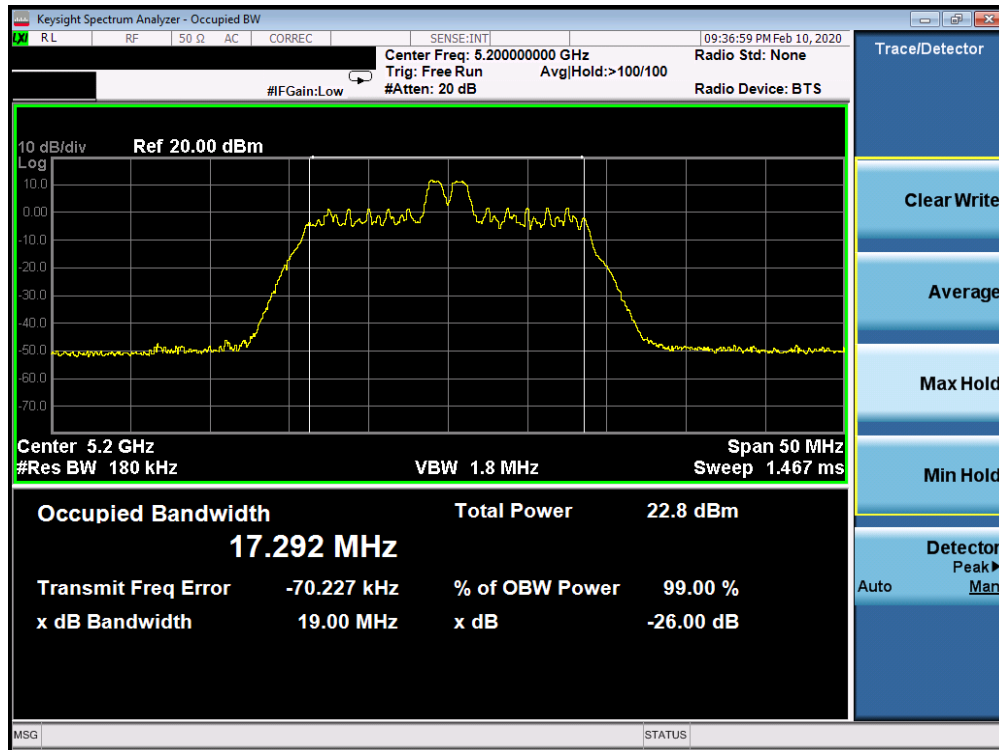 Keysight Spectrum Analyzer - Occupied BW
LXI RL RF 50 Ω AC CORREC SENSE:INT 09:36:59 PM Feb 10, 2020
Center Freq: 5.200000000 GHz Radio Std: None
Trig: Free Run Avg|Hold:>100/100
#IFGain:Low #Atten: 20 dB Radio Device: BTS
10 dB/div Ref 20.00 dBm
Log
10.0
0.00
-10.0
-20.0
-30.0
-40.0
-50.0
-60.0
-70.0
Center 5.2 GHz Span 50 MHz
#Res BW 180 kHz VBW 1.8 MHz Sweep 1.467 ms
Occupied Bandwidth Total Power 22.8 dBm
17.292 MHz
Transmit Freq Error -70.227 kHz % of OBW Power 99.00 %
x dB Bandwidth 19.00 MHz x dB -26.00 dB
MSG STATUS
Trace/Detector
Clear Write
Average
Max Hold
Min Hold
Detector
Peak▶
Auto Man